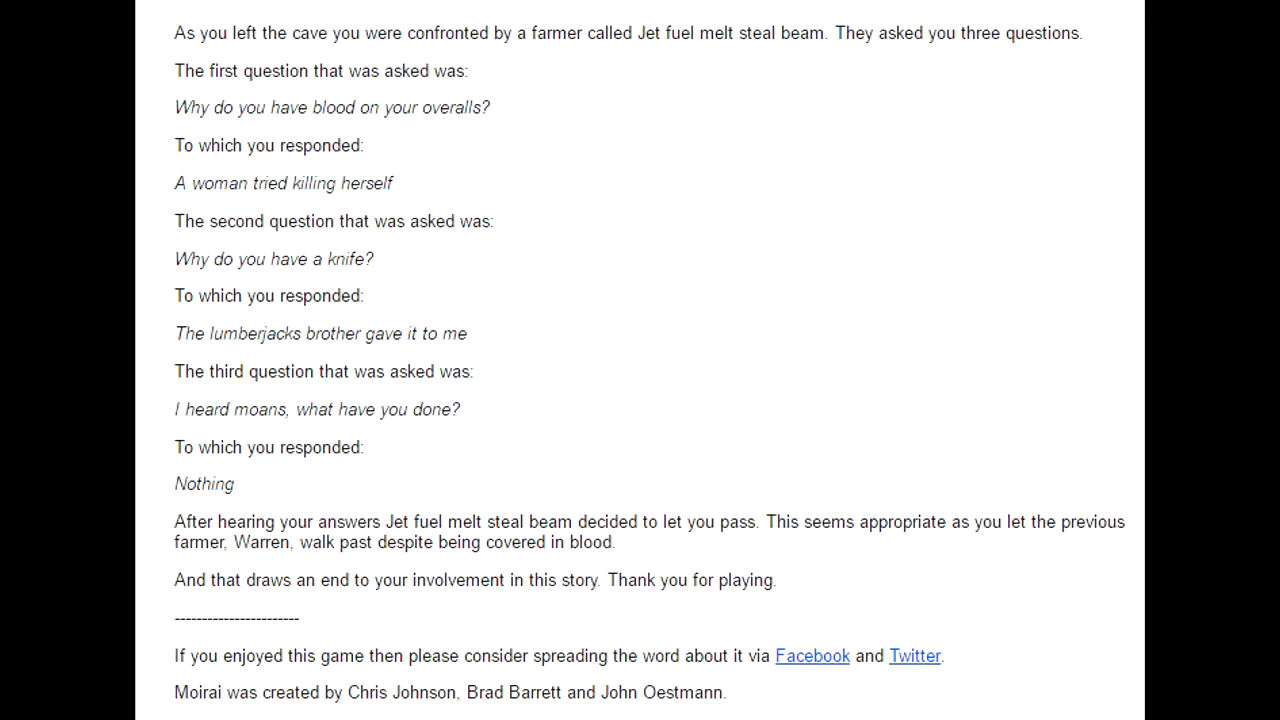 As you left the cave you were confronted by a farmer called Jet fuel melt steal beam. They asked you three questions.
The first question that was asked was:
Why do you have blood on your overalls?
To which you responded:
A woman tried killing herself
The second question that was asked was:
Why do you have a knife?
To which you responded:
The lumberjacks brother gave it to me
The third question that was asked was:
I heard moans, what have you done?
To which you responded:
Nothing
After hearing your answers Jet fuel melt steal beam decided to let you pass. This seems appropriate as you let the previous
farmer, Warren, walk past despite being covered in blood.
And that draws an end to your involvement in this story. Thank you for playing.
-----------------------
If you enjoyed this game then please consider spreading the word about it via Facebook and Twitter.
Moirai was created by Chris Johnson, Brad Barrett and John Oestmann.